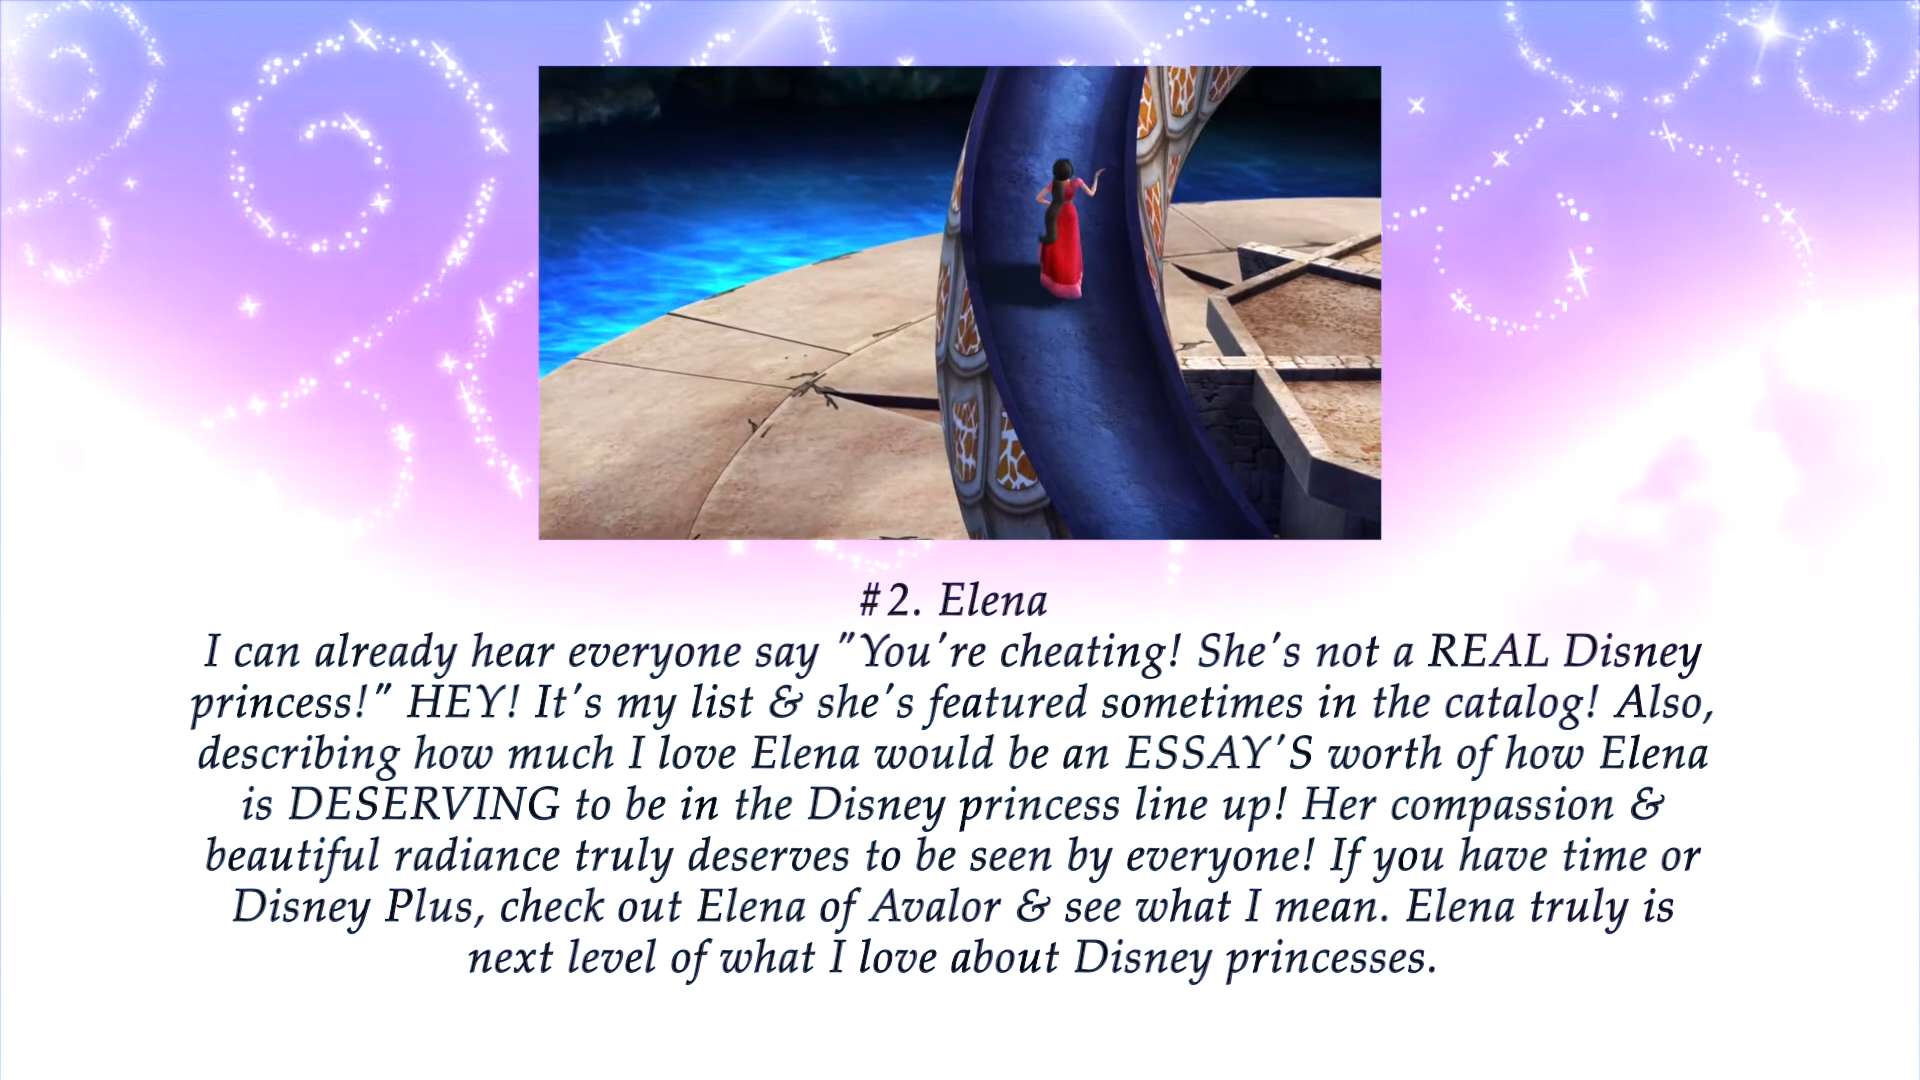 #2. Elena
I can already hear everyone say "You're cheating! She's not a REAL Disney
princess!" HEY! It's my list & she's featured sometimes in the catalog! Also,
describing how much I love Elena would be an ESSAY'S worth of how Elena
is DESERVING to be in the Disney princess line up! Her compassion &
beautiful radiance truly deserves to be seen by everyone! If you have time or
Disney Plus, check out Elena of Avalor & see what I mean. Elena truly is
next level of what I love about Disney princesses.